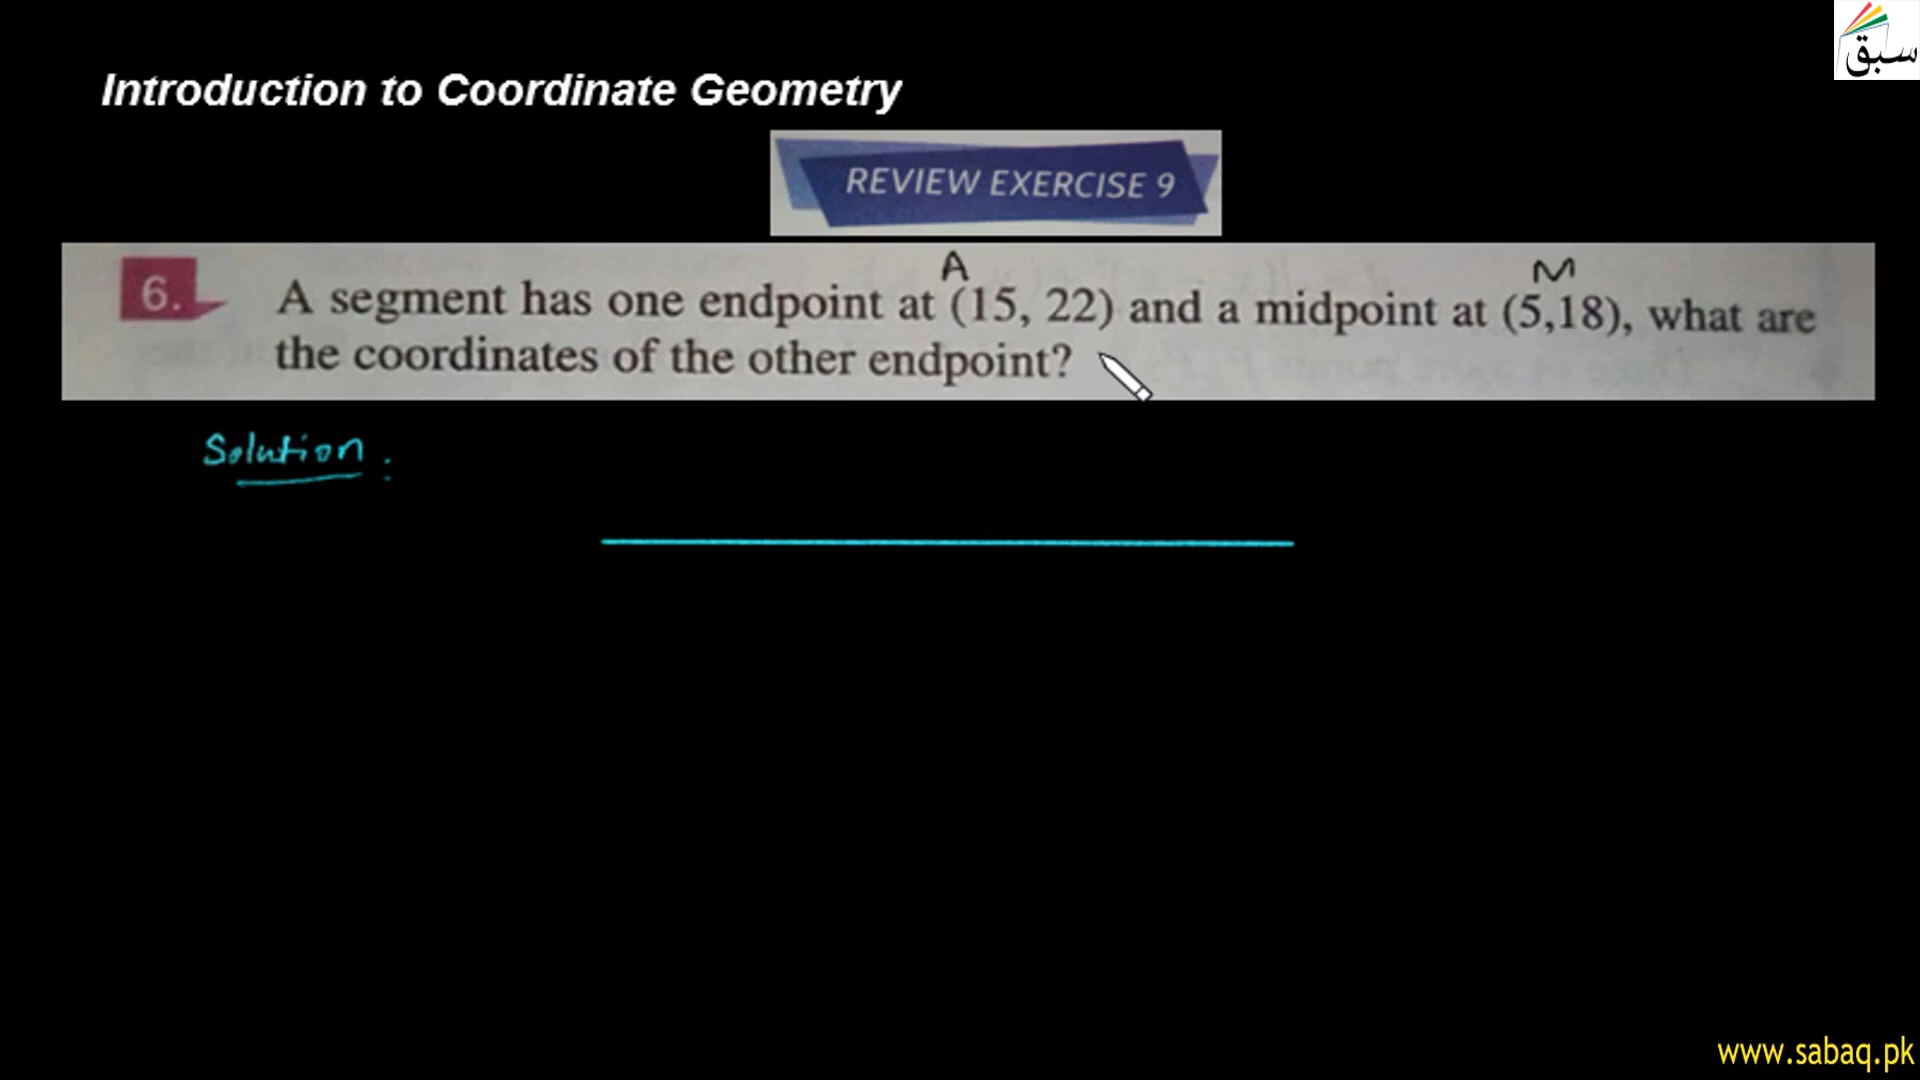 سبق
Introduction to Coordinate Geometry
REVIEW EXERCISE 9
A M
6. A segment has one endpoint at (15, 22) and a midpoint at (5,18), what are
the coordinates of the other endpoint?
Solution :
www.sabaq.pk